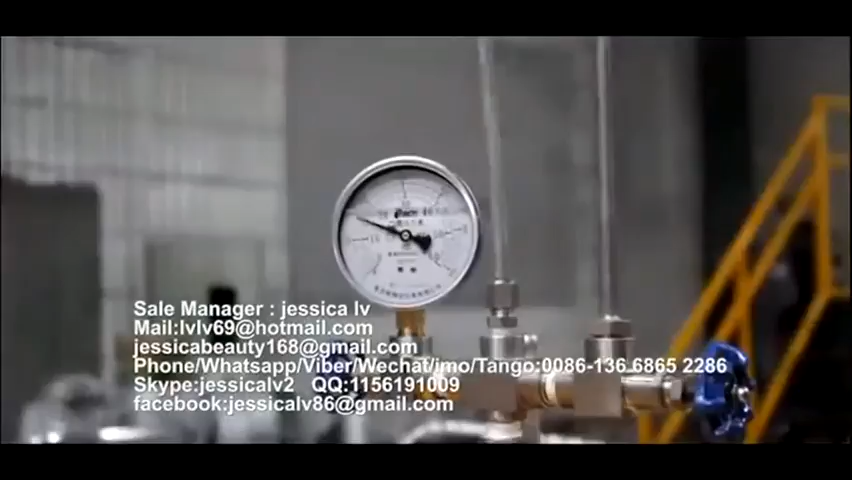 Sale Manager : jessica lv
Mail:lvlv69@hotmail.com
jessicabeauty168@gmail.com
Phone/Whatsapp/Viber/Wechat/imo/Tango:0086-136 6865 2286
Skype:jessicalv2 QQ:1156191009
facebook:jessicalv86@gmail.com